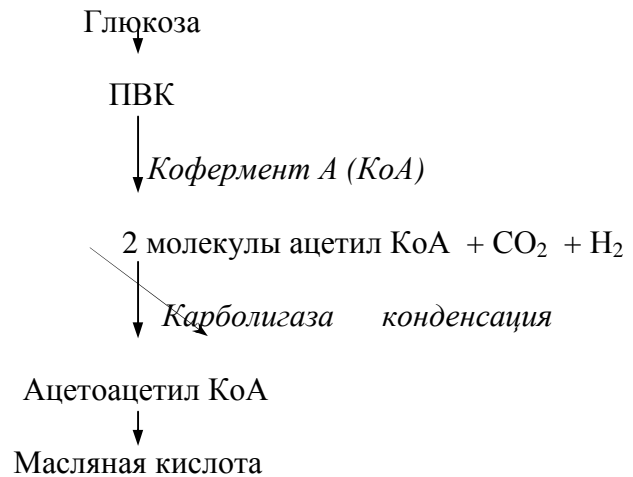 Глюкоза
ПВК
Кофермент А (КоА)
2 молекулы ацетил КоА + CO₂ + H₂
Карболигаза конденсация
Ацетоацетил КоА
Масляная кислота